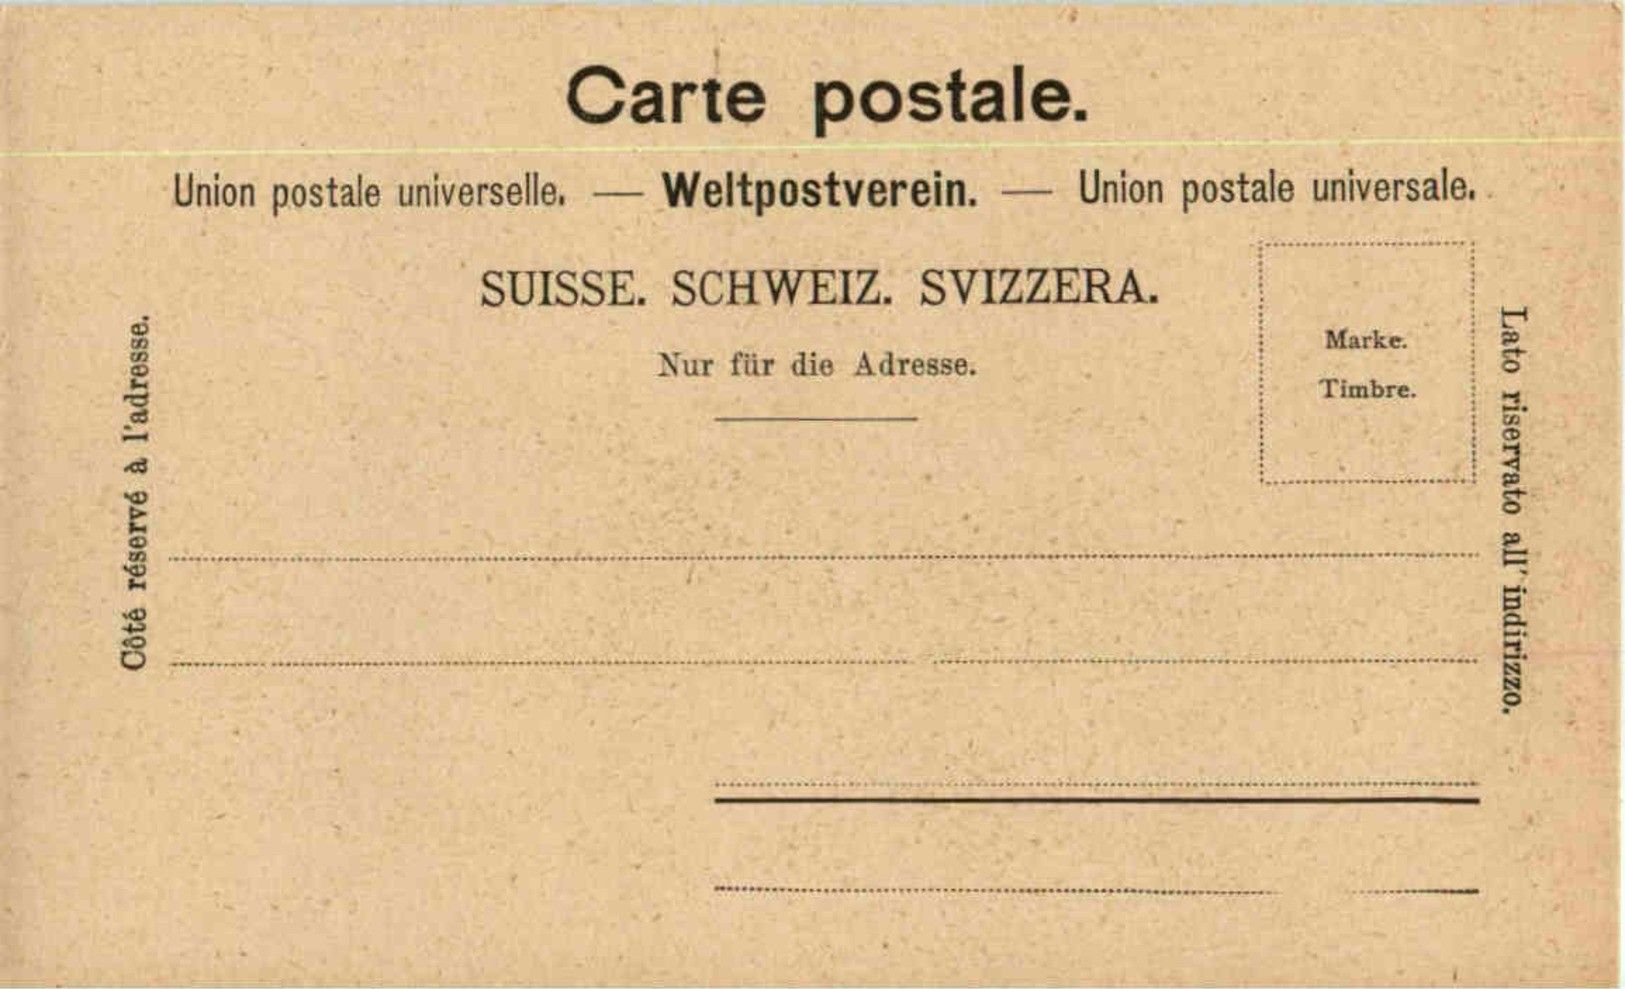 Carte postale.
Union postale universelle. — Weltpostverein. — Union postale universale.
SUISSE. SCHWEIZ. SVIZZERA.
Nur für die Adresse.
Marke.
Timbre.
Côté réservé à l'adresse.
Lato riservato all' indirizzo.